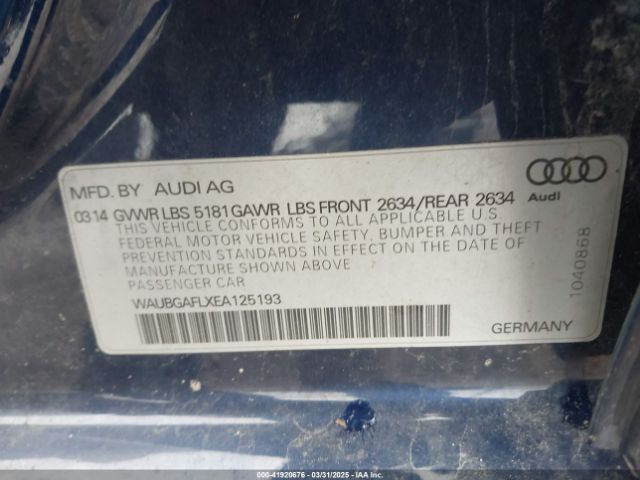 MFD. BY AUDI AG
Audi
0314 GVWR LBS 5181 GAWR LBS FRONT 2634/REAR 2634
THIS VEHICLE CONFORMS TO ALL APPLICABLE U.S.
FEDERAL MOTOR VEHICLE SAFETY, BUMPER AND THEFT
PREVENTION STANDARDS IN EFFECT ON THE DATE OF
MANUFACTURE SHOWN ABOVE
PASSENGER CAR
1040868
WAUBGAFLXEA125193
GERMANY
000-41920676 - 03/31/2025 - IAA Inc.